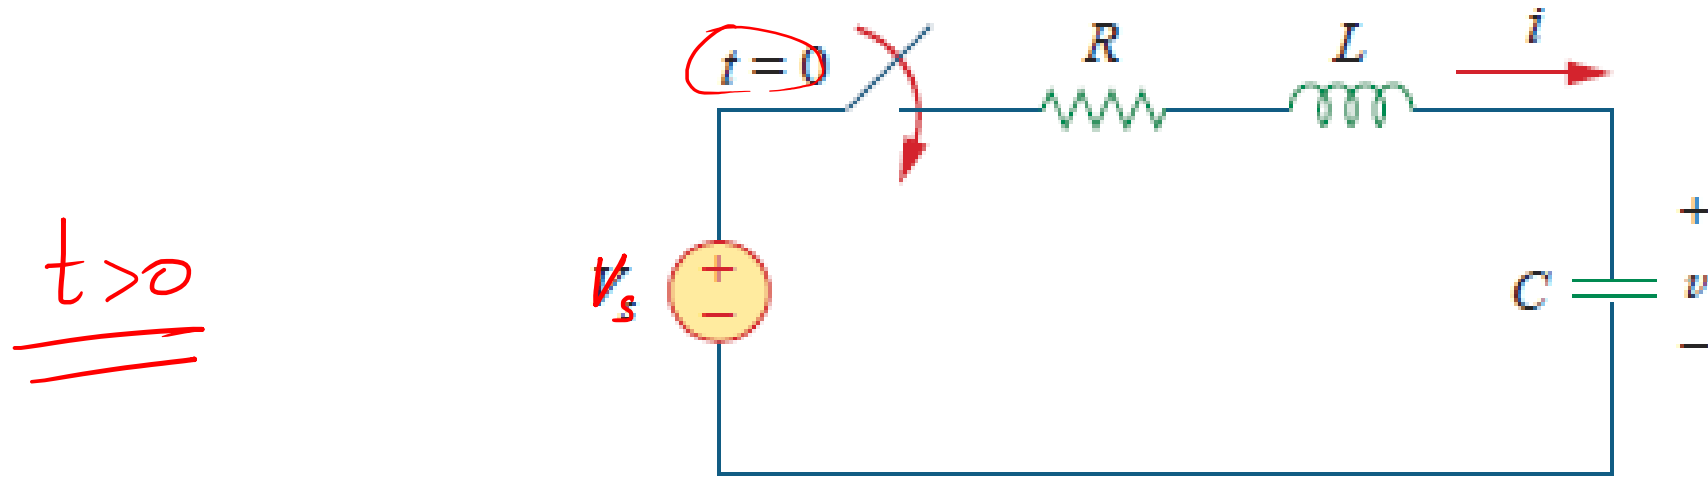 t = 0
R
L
i
t>0
Vs
+
−
C
+
v
−